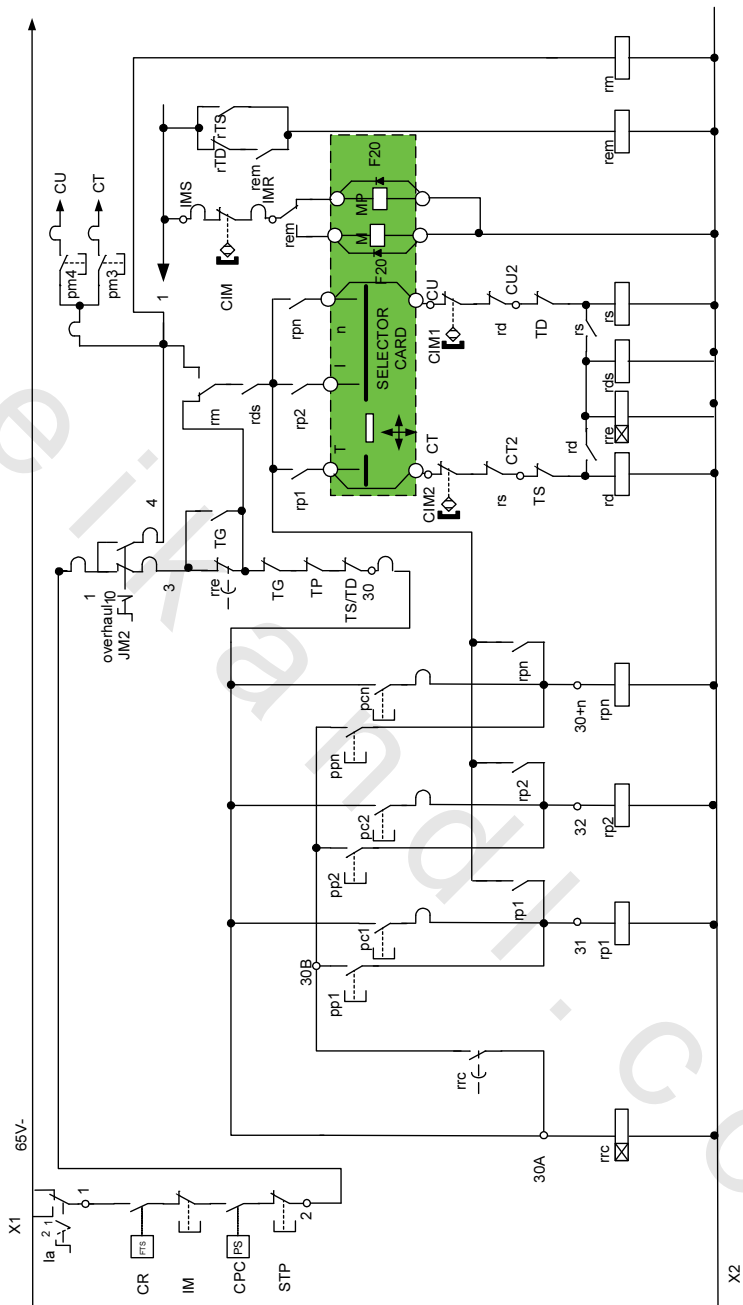 X1
65V-
2
1
Ia
1
FTS
CR
IM
PS
CPC
STP
2
X2
overhaul
10
JM2
1
3
4
rre
TG
TG
TP
TS/TD
30
pm4
pm3
CU
CT
1
rm
rds
IMS
CIM
IMR
rem
rem
rTD
rTS
F20
F20
MP
M
rp1
rp2
rpn
T
I
n
SELECTOR
CARD
CT
CU
CIM2
CIM1
rs
rd
CT2
CU2
TS
TD
rd
rs
rd
rre
rds
rs
rem
rm
30B
pp1
pc1
pp2
pc2
ppn
pcn
rp1
rp2
rpn
31
32
30+n
rp1
rp2
rpn
rrc
30A
rrc
eikandl.co